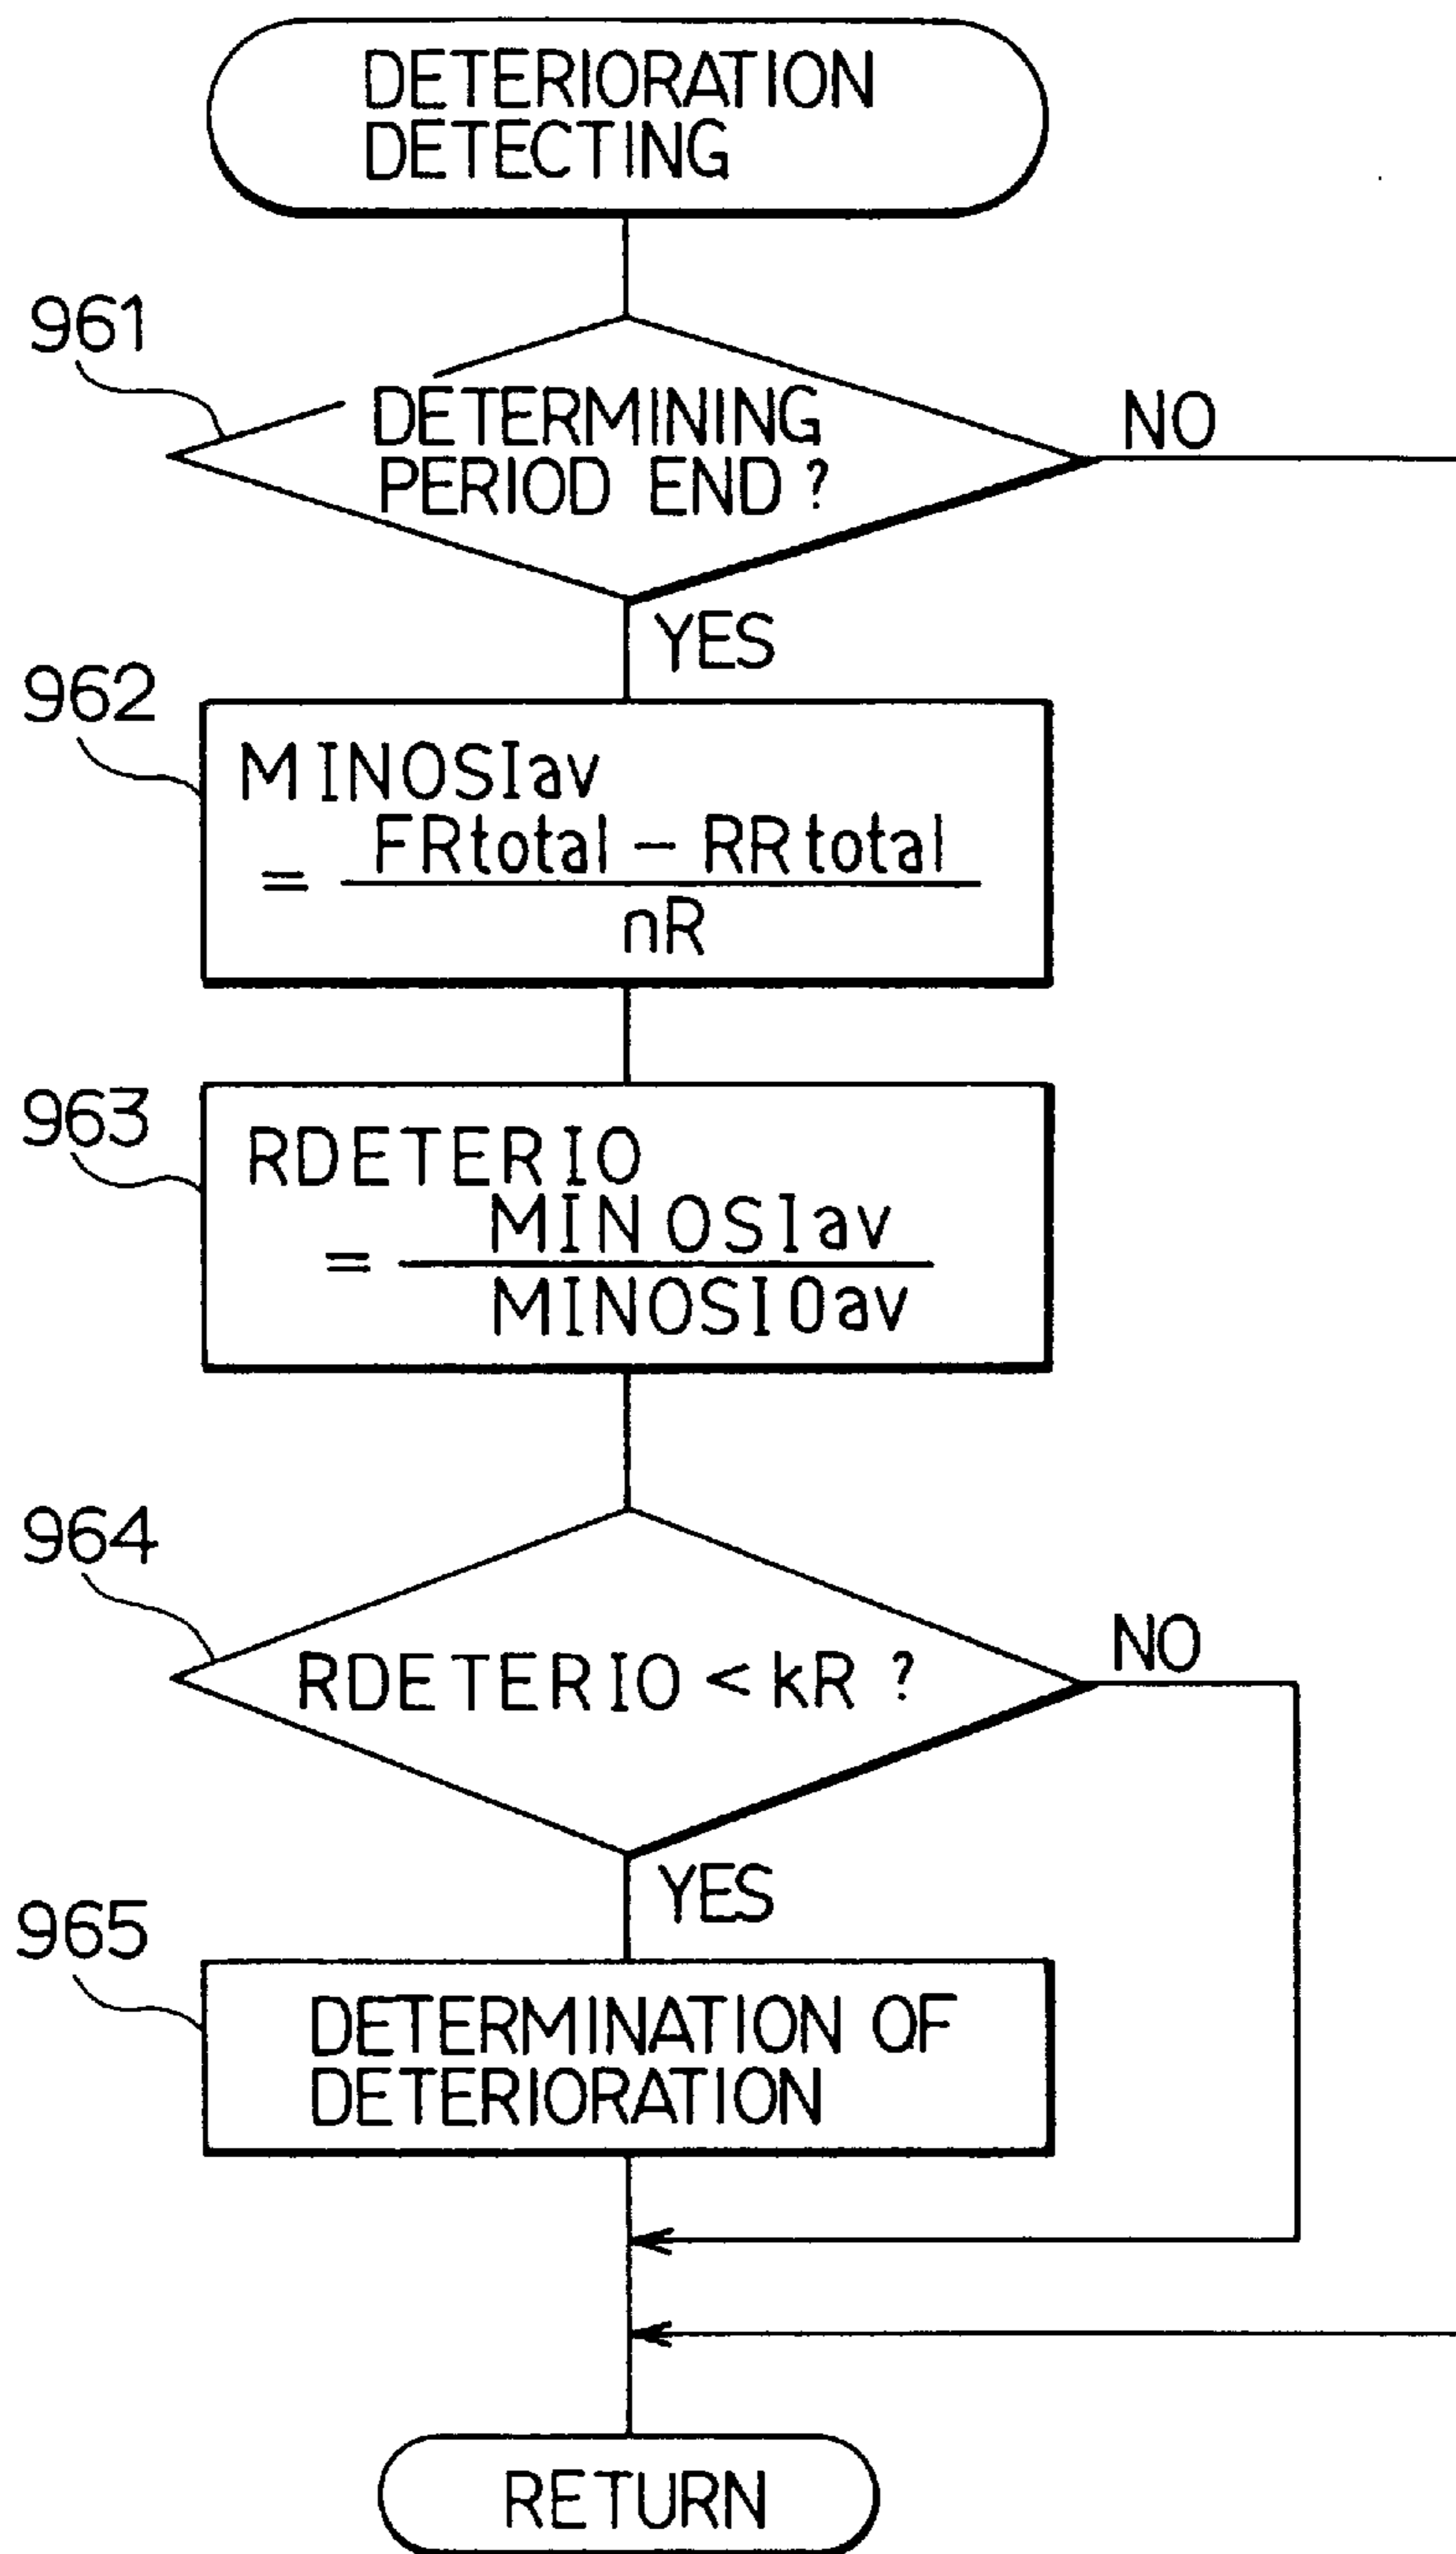 DETERIORATION
DETECTING
961
DETERMINING
PERIOD END ?
NO
YES
962
MINOSIav
= FRtotal - RRtotal
nR
963
RDETERIO
= MINOSIav
MINOSI0av
964
RDETERIO < kR ?
NO
YES
965
DETERMINATION OF
DETERIORATION
RETURN